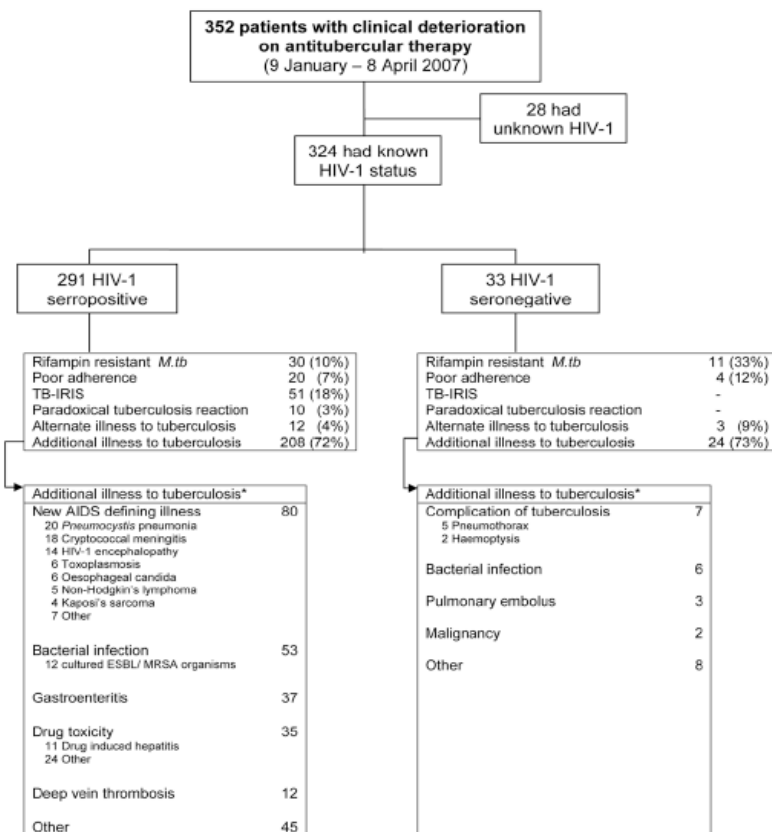 352 patients with clinical deterioration
on antitubercular therapy
(9 January – 8 April 2007)
28 had
unknown HIV-1
324 had known
HIV-1 status
291 HIV-1
serropositive
33 HIV-1
seronegative
Rifampin resistant M.tb 30 (10%)
Poor adherence 20 (7%)
TB-IRIS 51 (18%)
Paradoxical tuberculosis reaction 10 (3%)
Alternate illness to tuberculosis 12 (4%)
Additional illness to tuberculosis 208 (72%)
Rifampin resistant M.tb 11 (33%)
Poor adherence 4 (12%)
TB-IRIS -
Paradoxical tuberculosis reaction -
Alternate illness to tuberculosis 3 (9%)
Additional illness to tuberculosis 24 (73%)
Additional illness to tuberculosis*
New AIDS defining illness 80
20 Pneumocystis pneumonia
18 Cryptococcal meningitis
14 HIV-1 encephalopathy
6 Toxoplasmosis
6 Oesophageal candida
5 Non-Hodgkin's lymphoma
4 Kaposi's sarcoma
7 Other
Bacterial infection 53
12 cultured ESBL/ MRSA organisms
Gastroenteritis 37
Drug toxicity 35
11 Drug induced hepatitis
24 Other
Deep vein thrombosis 12
Other 45
Additional illness to tuberculosis*
Complication of tuberculosis 7
5 Pneumothorax
2 Haemoptysis
Bacterial infection 6
Pulmonary embolus 3
Malignancy 2
Other 8